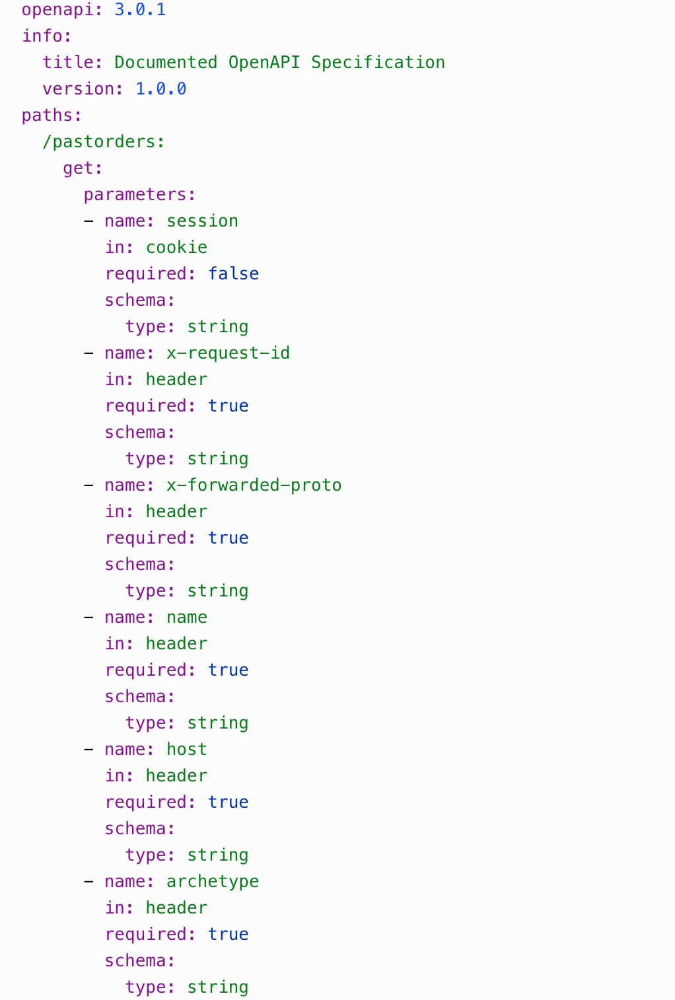 openapi: 3.0.1
info:
  title: Documented OpenAPI Specification
  version: 1.0.0
paths:
  /pastorders:
    get:
      parameters:
      - name: session
        in: cookie
        required: false
        schema:
          type: string
      - name: x-request-id
        in: header
        required: true
        schema:
          type: string
      - name: x-forwarded-proto
        in: header
        required: true
        schema:
          type: string
      - name: name
        in: header
        required: true
        schema:
          type: string
      - name: host
        in: header
        required: true
        schema:
          type: string
      - name: archetype
        in: header
        required: true
        schema:
          type: string